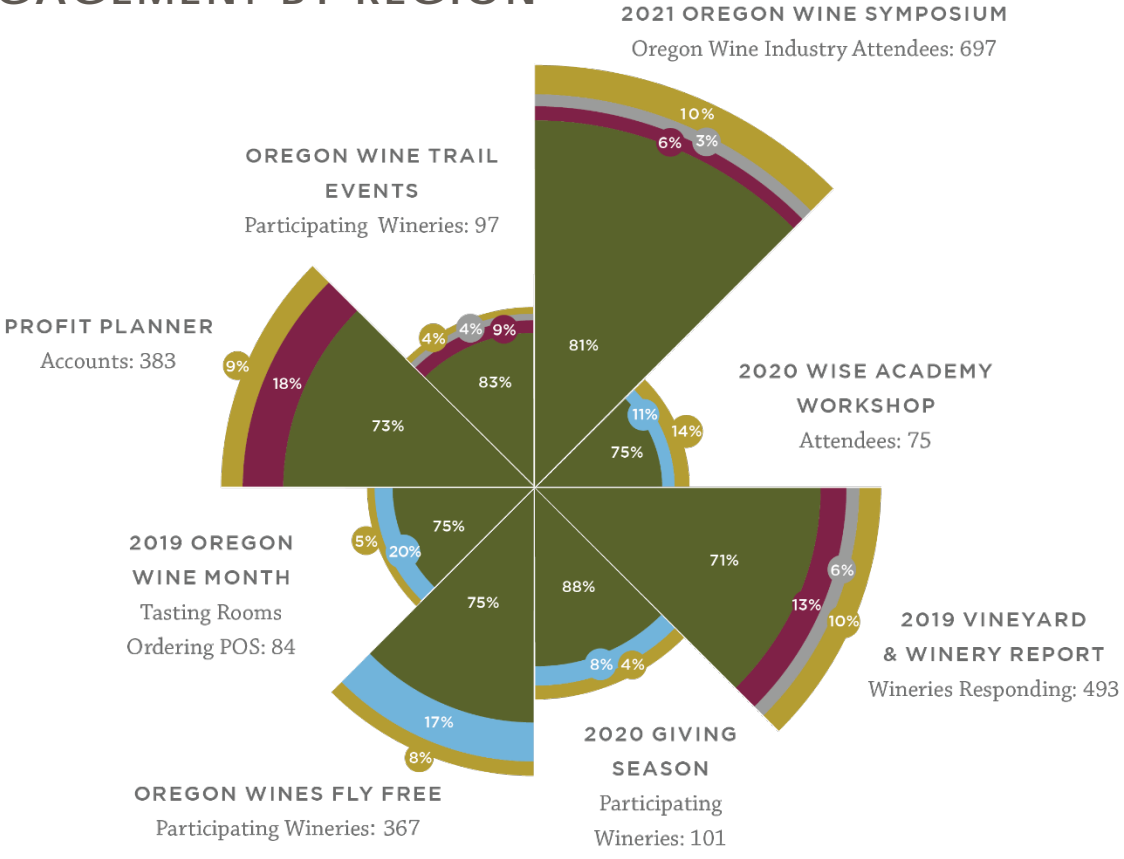 2021 OREGON WINE SYMPOSIUM
Oregon Wine Industry Attendees: 697
10%
6%
3%
81%
OREGON WINE TRAIL
EVENTS
Participating Wineries: 97
4%
4%
9%
83%
PROFIT PLANNER
Accounts: 383
9%
18%
73%
2020 WISE ACADEMY
WORKSHOP
Attendees: 75
11%
14%
75%
2019 OREGON
WINE MONTH
Tasting Rooms
Ordering POS: 84
5%
20%
75%
71%
6%
13%
10%
2019 VINEYARD
& WINERY REPORT
Wineries Responding: 493
88%
8%
4%
2020 GIVING
SEASON
Participating
Wineries: 101
75%
17%
8%
OREGON WINES FLY FREE
Participating Wineries: 367